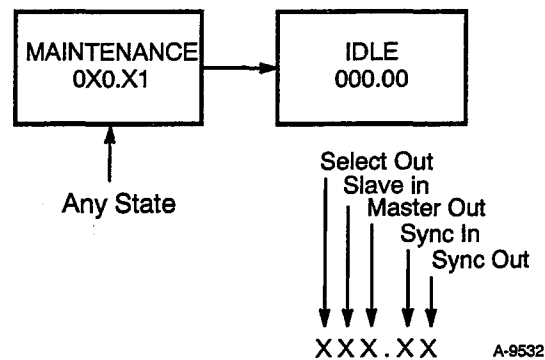 MAINTENANCE
0X0.X1
IDLE
000.00
Any State
Select Out
Slave in
Master Out
Sync In
Sync Out
XXX.XX
A-9532